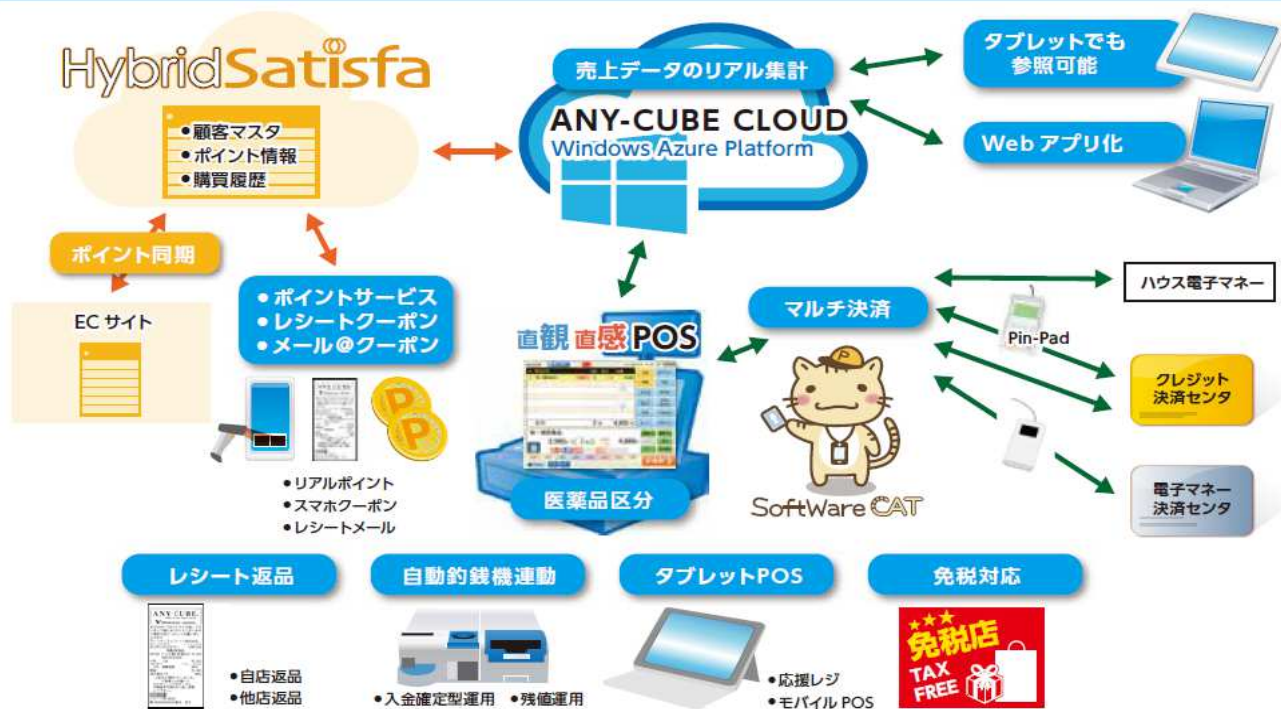 HybridSatisfa
●顧客マスタ
●ポイント情報
●購買履歴
売上データのリアル集計
ANY-CUBE CLOUD
Windows Azure Platform
タブレットでも
参照可能
Web アプリ化
ポイント同期
EC サイト
●ポイントサービス
●レシートクーポン
●メール@クーポン
●リアルポイント
●スマホクーポン
●レシートメール
直観直感POS
医薬品区分
マルチ決済
SoftWare CAT
Pin-Pad
ハウス電子マネー
クレジット
決済センタ
電子マネー
決済センタ
レシート返品
ANY CUBE
●自店返品
●他店返品
自動釣銭機連動
●入金確定型運用 ●残値運用
タブレットPOS
●応援レジ
●モバイル POS
免税対応
免税店
TAX
FREE